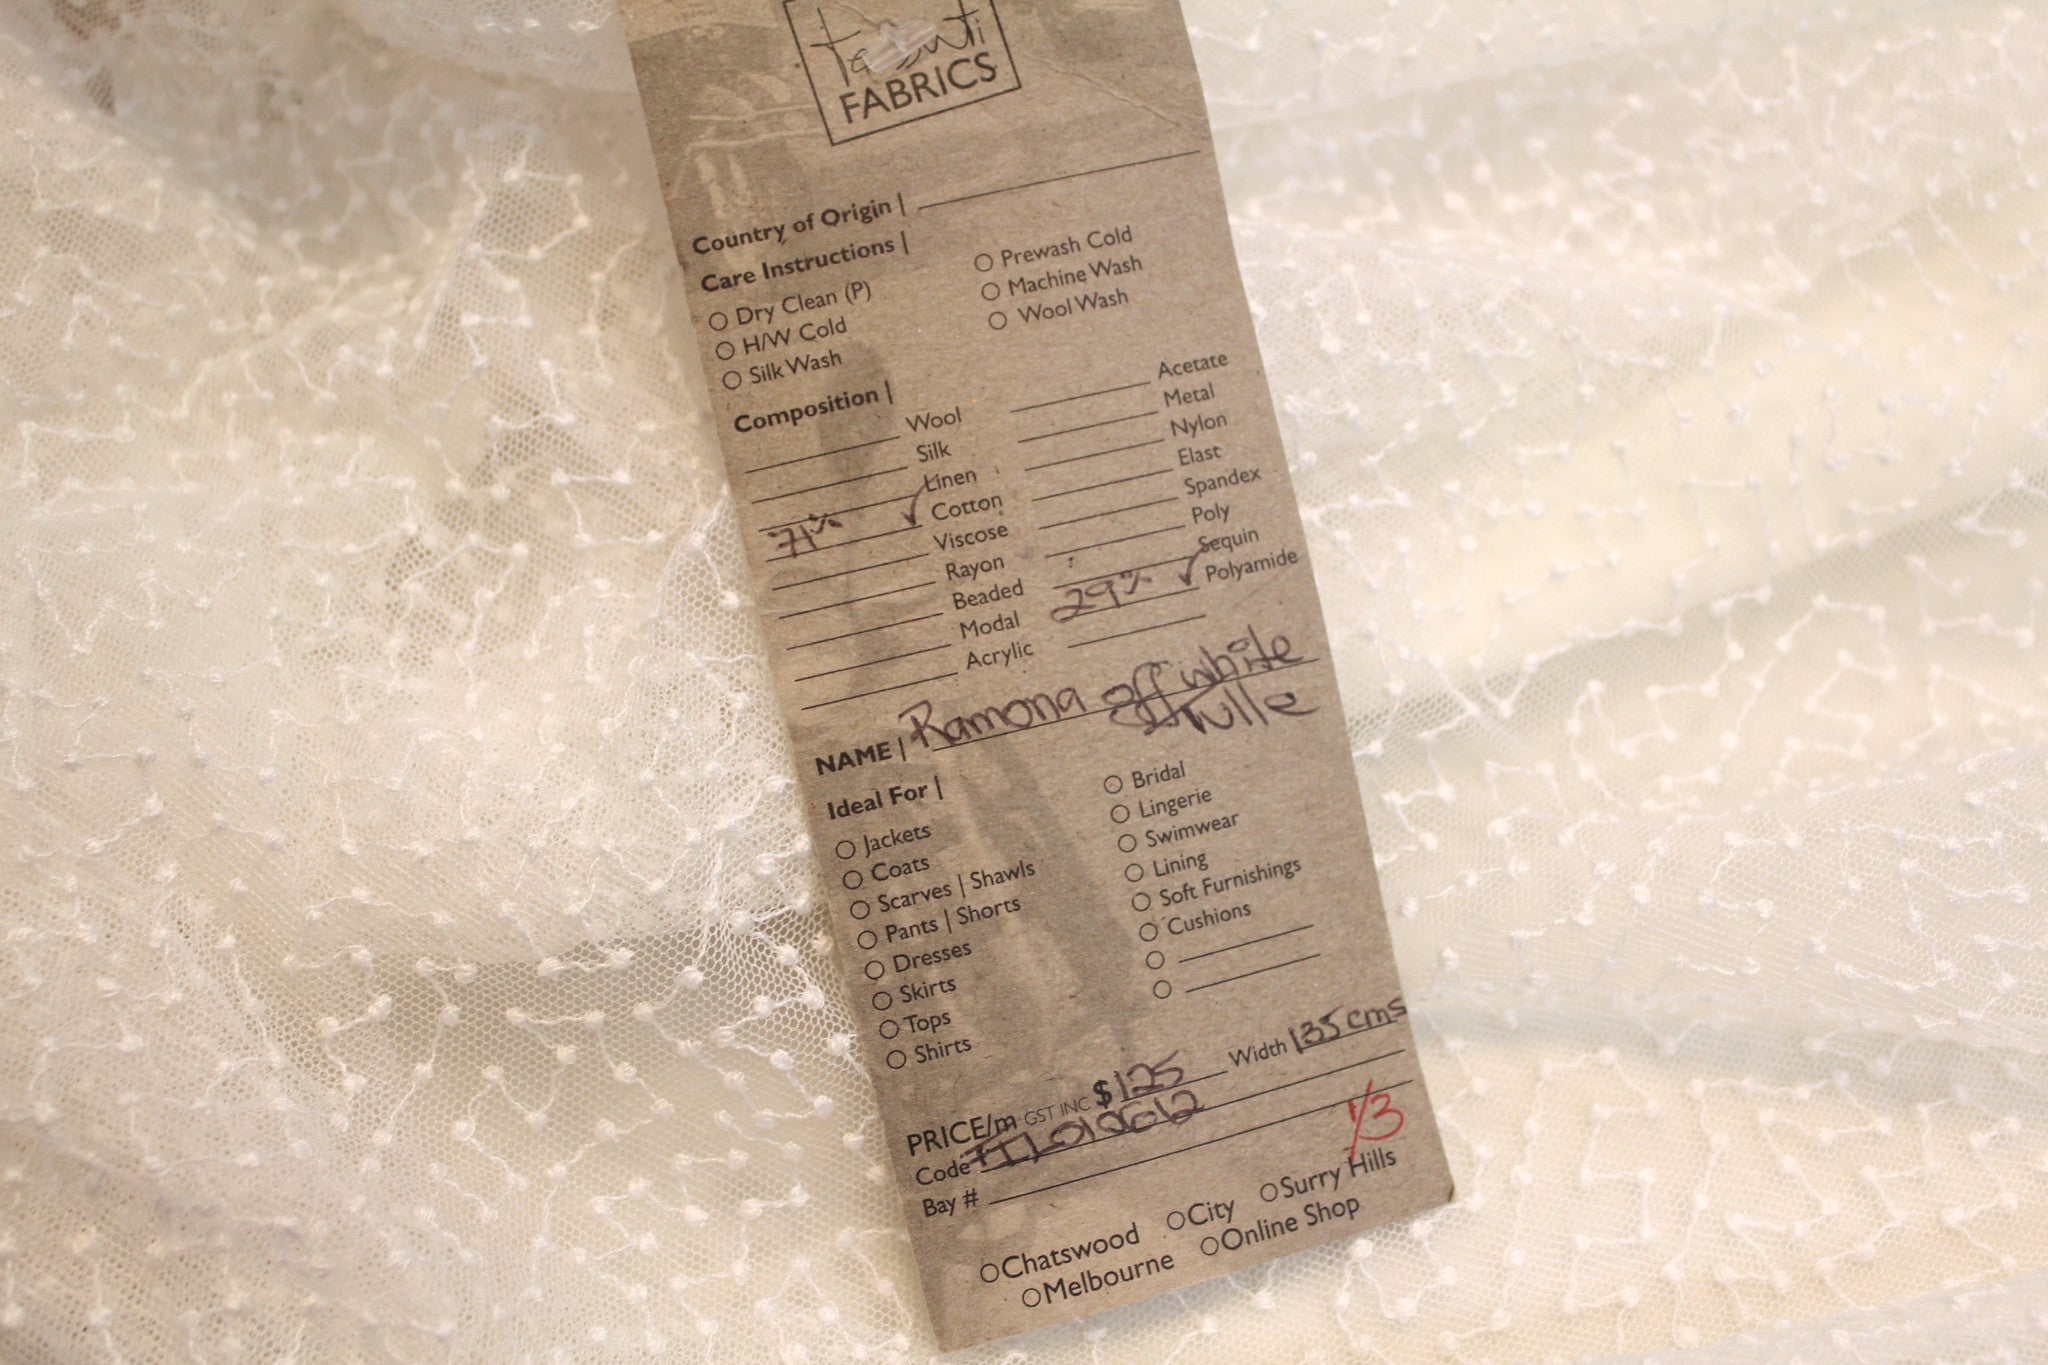 FABRICS
Country of Origin |
Care Instructions |
○ Dry Clean (P) ○ Prewash Cold
○ H/W Cold ○ Machine Wash
○ Silk Wash ○ Wool Wash
Composition |
Wool Acetate
Silk Metal
Linen Nylon
71% ✓ Cotton Elast
Viscose Spandex
Rayon Poly
Beaded Sequin
Modal 29% ✓ Polyamide
Acrylic
NAME | Ramona off white
Tulle
Ideal For |
○ Jackets ○ Bridal
○ Coats ○ Lingerie
○ Scarves | Shawls ○ Swimwear
○ Pants | Shorts ○ Lining
○ Dresses ○ Soft Furnishings
○ Skirts ○ Cushions
○ Tops ○
○ Shirts ○
PRICE/m GST INC $125 Width 135cms
Code
Bay # 1/3
○Chatswood ○City ○Surry Hills
○Melbourne ○Online Shop